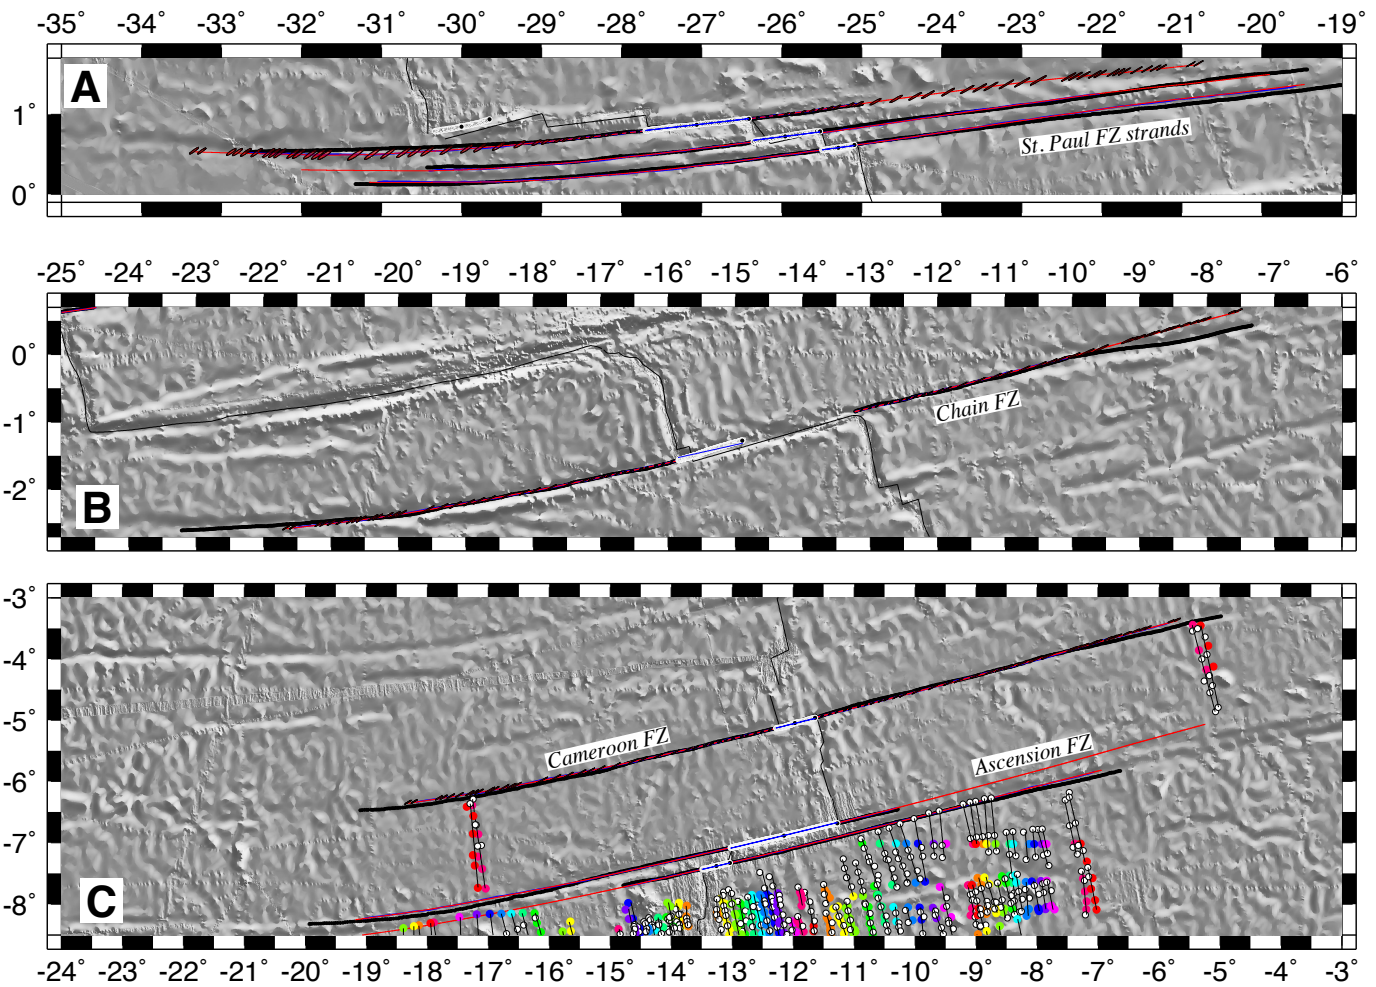 -35° -34° -33° -32° -31° -30° -29° -28° -27° -26° -25° -24° -23° -22° -21° -20° -19°
A
1°
St. Paul FZ strands
0°
-25° -24° -23° -22° -21° -20° -19° -18° -17° -16° -15° -14° -13° -12° -11° -10° -9° -8° -7° -6°
0°
-1°
Chain FZ
-2°
B
-3°
-4°
-5°
Cameroon FZ
Ascension FZ
-6°
-7°
-8°
C
-24° -23° -22° -21° -20° -19° -18° -17° -16° -15° -14° -13° -12° -11° -10° -9° -8° -7° -6° -5° -4° -3°